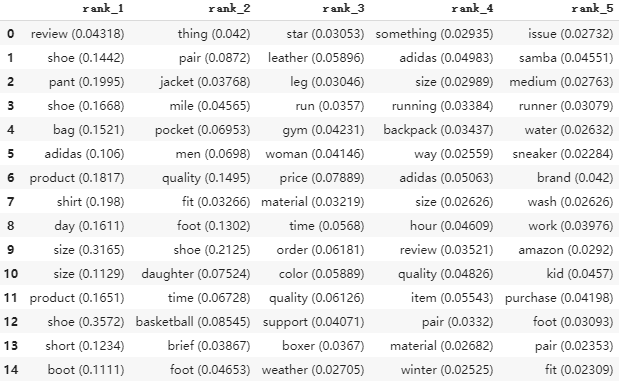 rank_1 rank_2 rank_3 rank_4 rank_5
0 review (0.04318) thing (0.042) star (0.03053) something (0.02935) issue (0.02732)
1 shoe (0.1442) pair (0.0872) leather (0.05896) adidas (0.04983) samba (0.04551)
2 pant (0.1995) jacket (0.03768) leg (0.03046) size (0.02989) medium (0.02763)
3 shoe (0.1668) mile (0.04565) run (0.0357) running (0.03384) runner (0.03079)
4 bag (0.1521) pocket (0.06953) gym (0.04231) backpack (0.03437) water (0.02632)
5 adidas (0.106) men (0.0698) woman (0.04146) way (0.02559) sneaker (0.02284)
6 product (0.1817) quality (0.1495) price (0.07889) adidas (0.05063) brand (0.042)
7 shirt (0.198) fit (0.03266) material (0.03219) size (0.02626) wash (0.02626)
8 day (0.1611) foot (0.1302) time (0.0568) hour (0.04609) work (0.03976)
9 size (0.3165) shoe (0.2125) order (0.06181) review (0.03521) amazon (0.0292)
10 size (0.1129) daughter (0.07524) color (0.05889) quality (0.04826) kid (0.0457)
11 product (0.1651) time (0.06728) quality (0.06126) item (0.05543) purchase (0.04198)
12 shoe (0.3572) basketball (0.08545) support (0.04071) pair (0.0332) foot (0.03093)
13 short (0.1234) brief (0.03867) boxer (0.0367) material (0.02682) pair (0.02353)
14 boot (0.1111) foot (0.04653) weather (0.02705) winter (0.02525) fit (0.02309)